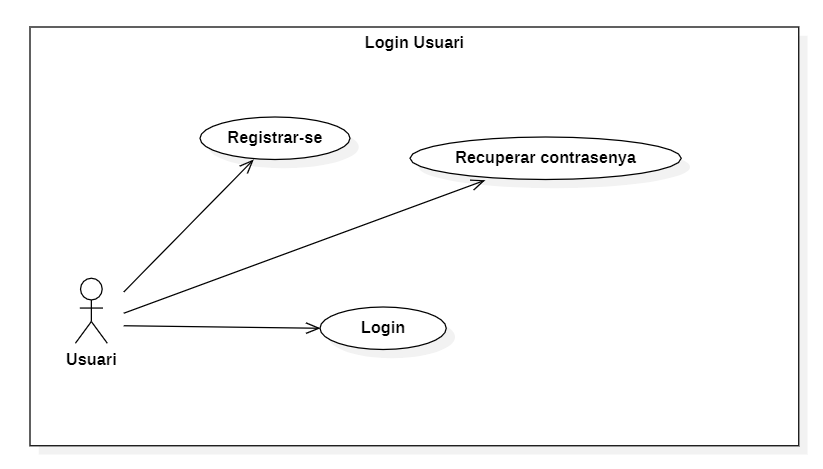 Login Usuari
Registrar-se
Recuperar contrasenya
Login
Usuari